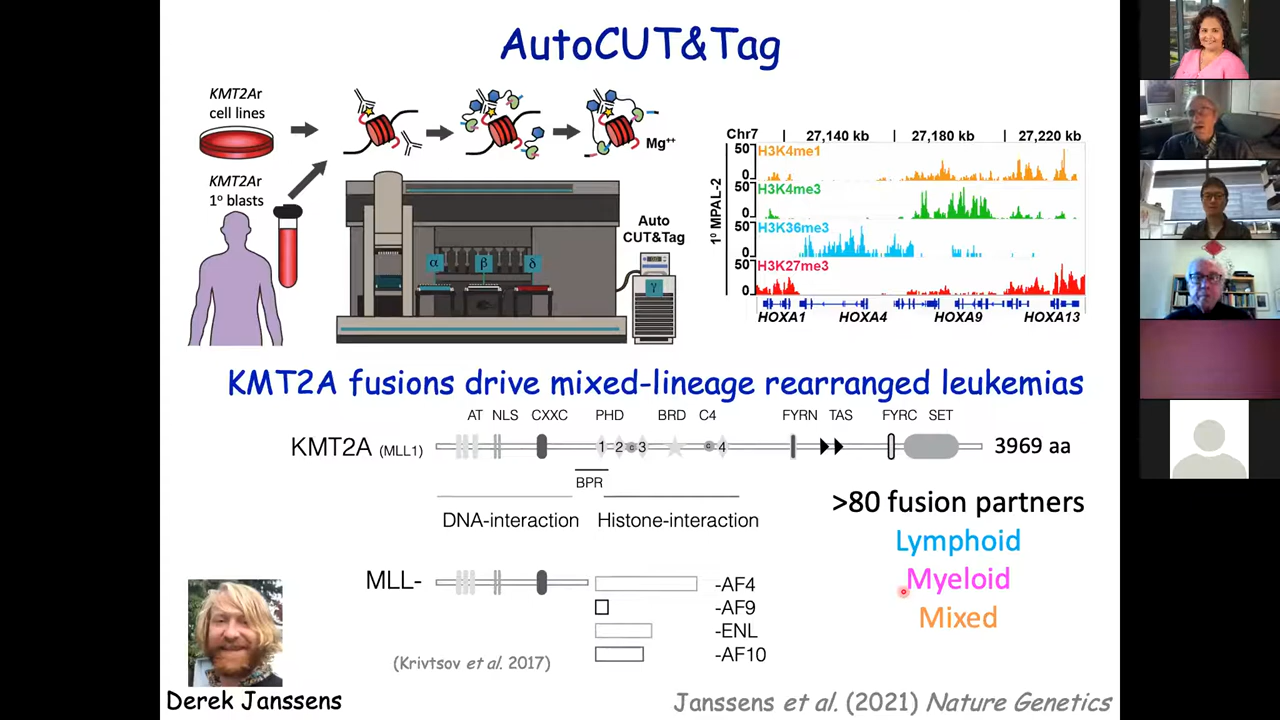 AutoCUT&Tag
KMT2Ar
cell lines
KMT2Ar
1º blasts
Mg⁺⁺
Auto
CUT&Tag
α
β
δ
γ
Chr7
27,140 kb
27,180 kb
27,220 kb
1º MPAL-2
50
0
H3K4me1
50
0
H3K4me3
50
0
H3K36me3
50
0
H3K27me3
HOXA1
HOXA4
HOXA9
HOXA13
KMT2A fusions drive mixed-lineage rearranged leukemias
AT NLS CXXC PHD BRD C4 FYRN TAS FYRC SET
KMT2A (MLL1)
1 2 C 3 C 4
3969 aa
BPR
DNA-interaction
Histone-interaction
>80 fusion partners
Lymphoid
Myeloid
Mixed
MLL-
-AF4
-AF9
-ENL
-AF10
(Krivtsov et al. 2017)
Derek Janssens
Janssens et al. (2021) Nature Genetics